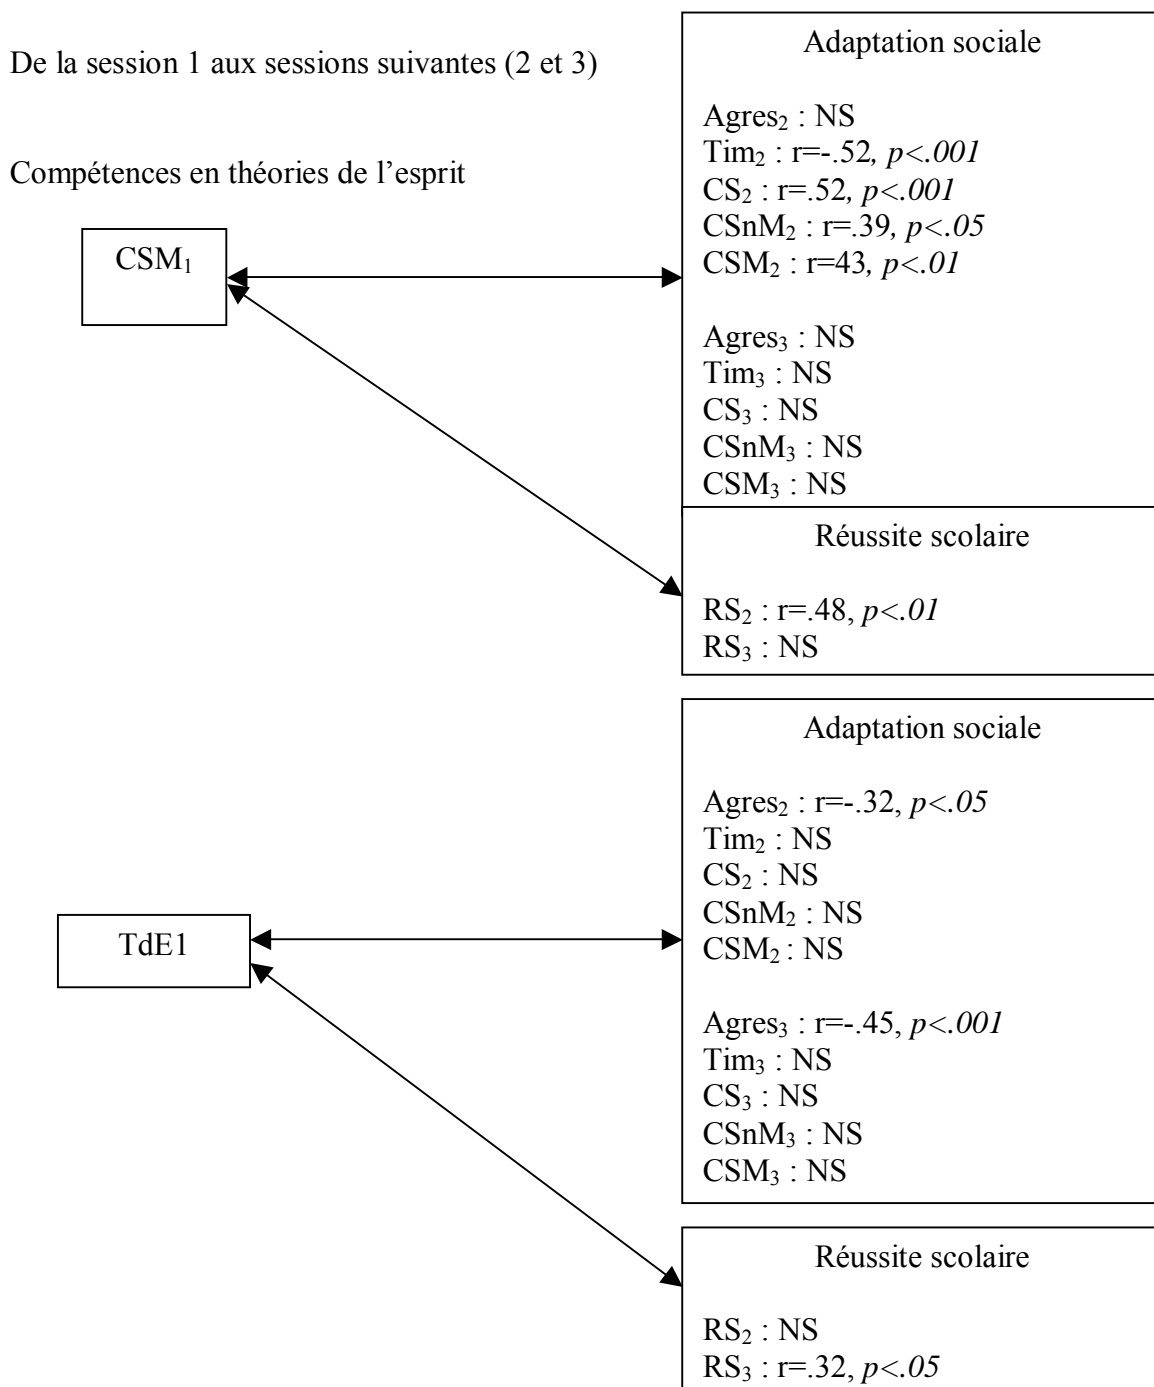 De la session 1 aux sessions suivantes (2 et 3)
Compétences en théories de l'esprit
CSM₁
Adaptation sociale
Agres₂ : NS
Tim₂ : r=-.52, p<.001
CS₂ : r=.52, p<.001
CSnM₂ : r=.39, p<.05
CSM₂ : r=43, p<.01
Agres₃ : NS
Tim₃ : NS
CS₃ : NS
CSnM₃ : NS
CSM₃ : NS
Réussite scolaire
RS₂ : r=.48, p<.01
RS₃ : NS
TdE1
Adaptation sociale
Agres₂ : r=-.32, p<.05
Tim₂ : NS
CS₂ : NS
CSnM₂ : NS
CSM₂ : NS
Agres₃ : r=-.45, p<.001
Tim₃ : NS
CS₃ : NS
CSnM₃ : NS
CSM₃ : NS
Réussite scolaire
RS₂ : NS
RS₃ : r=.32, p<.05